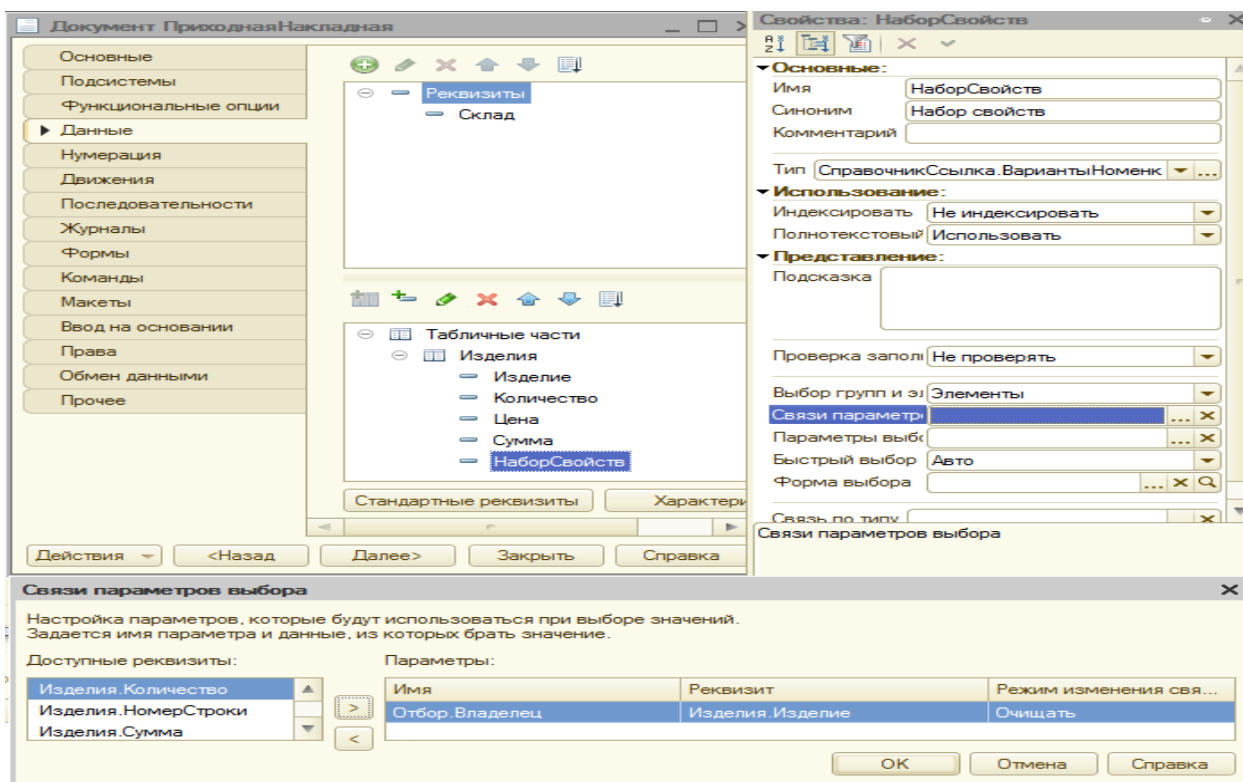 Документ ПриходнаяНакладная
Основные
Подсистемы
Функциональные опции
Данные
Нумерация
Движения
Последовательности
Журналы
Формы
Команды
Макеты
Ввод на основании
Права
Обмен данными
Прочее
Реквизиты
Склад
Табличные части
Изделия
Изделие
Количество
Цена
Сумма
НаборСвойств
Стандартные реквизиты
Характери
Действия
<Назад
Далее>
Закрыть
Справка
Свойства: НаборСвойств
Основные:
Имя НаборСвойств
Синоним Набор свойств
Комментарий
Тип СправочникСсылка.ВариантыНоменк ...
Использование:
Индексировать Не индексировать
Полнотекстовый Использовать
Представление:
Подсказка
Проверка запол Не проверять
Выбор групп и эл Элементы
Связи параметр ...
Параметры выбо ...
Быстрый выбор Авто
Форма выбора ...
Связь по типу
Связи параметров выбора
Связи параметров выбора
Настройка параметров, которые будут использоваться при выборе значений.
Задается имя параметра и данные, из которых брать значение.
Доступные реквизиты:
Изделия.Количество
Изделия.НомерСтроки
Изделия.Сумма
>
<
Параметры:
Имя Реквизит Режим изменения свя...
Отбор.Владелец Изделия.Изделие Очищать
ОК Отмена Справка